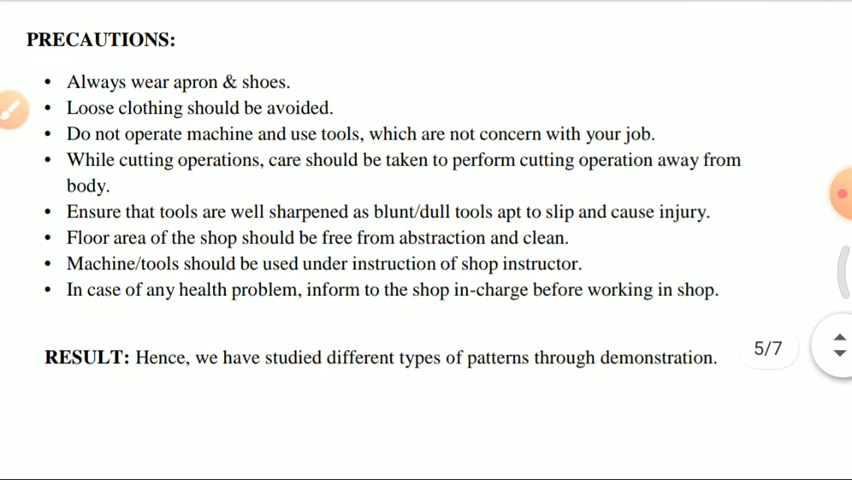 PRECAUTIONS:
• Always wear apron & shoes.
• Loose clothing should be avoided.
• Do not operate machine and use tools, which are not concern with your job.
• While cutting operations, care should be taken to perform cutting operation away from
body.
• Ensure that tools are well sharpened as blunt/dull tools apt to slip and cause injury.
• Floor area of the shop should be free from abstraction and clean.
• Machine/tools should be used under instruction of shop instructor.
• In case of any health problem, inform to the shop in-charge before working in shop.
RESULT: Hence, we have studied different types of patterns through demonstration.
5/7